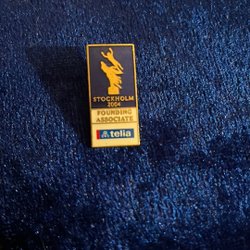 STOCKHOLM
2004
FOUNDING
ASSOCIATE
telia